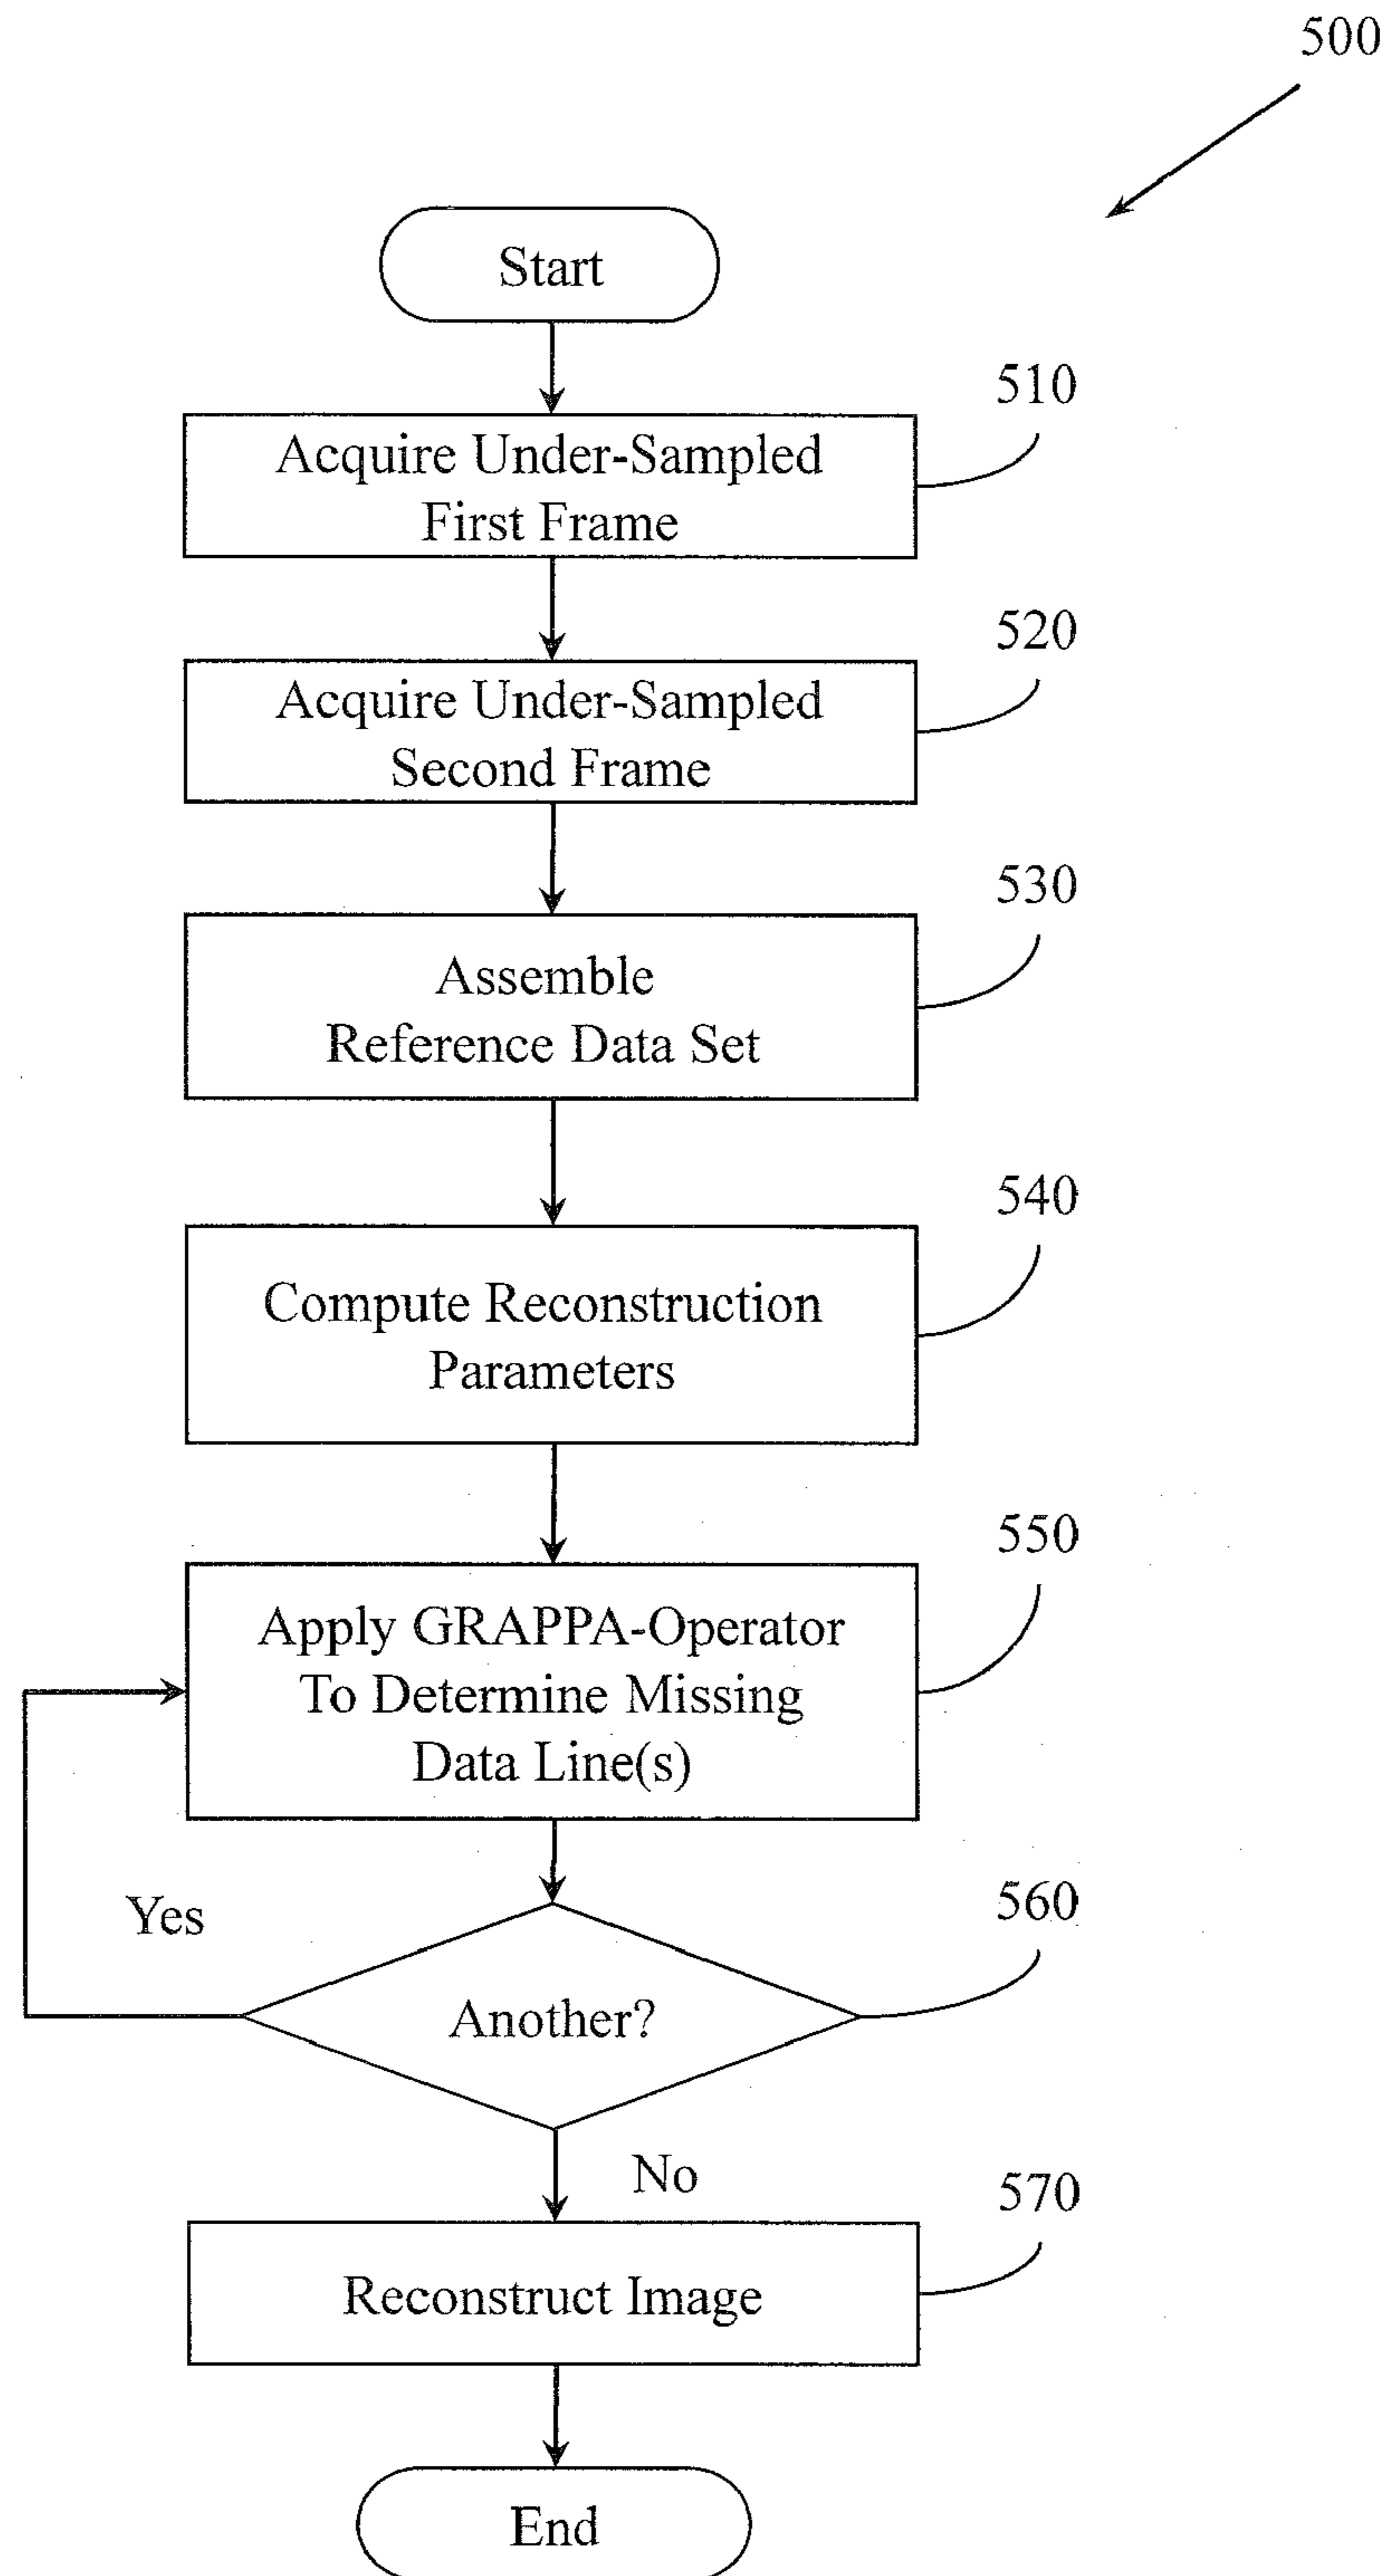 500
Start
510
Acquire Under-Sampled
First Frame
520
Acquire Under-Sampled
Second Frame
530
Assemble
Reference Data Set
540
Compute Reconstruction
Parameters
550
Apply GRAPPA-Operator
To Determine Missing
Data Line(s)
Yes
560
Another?
No
570
Reconstruct Image
End